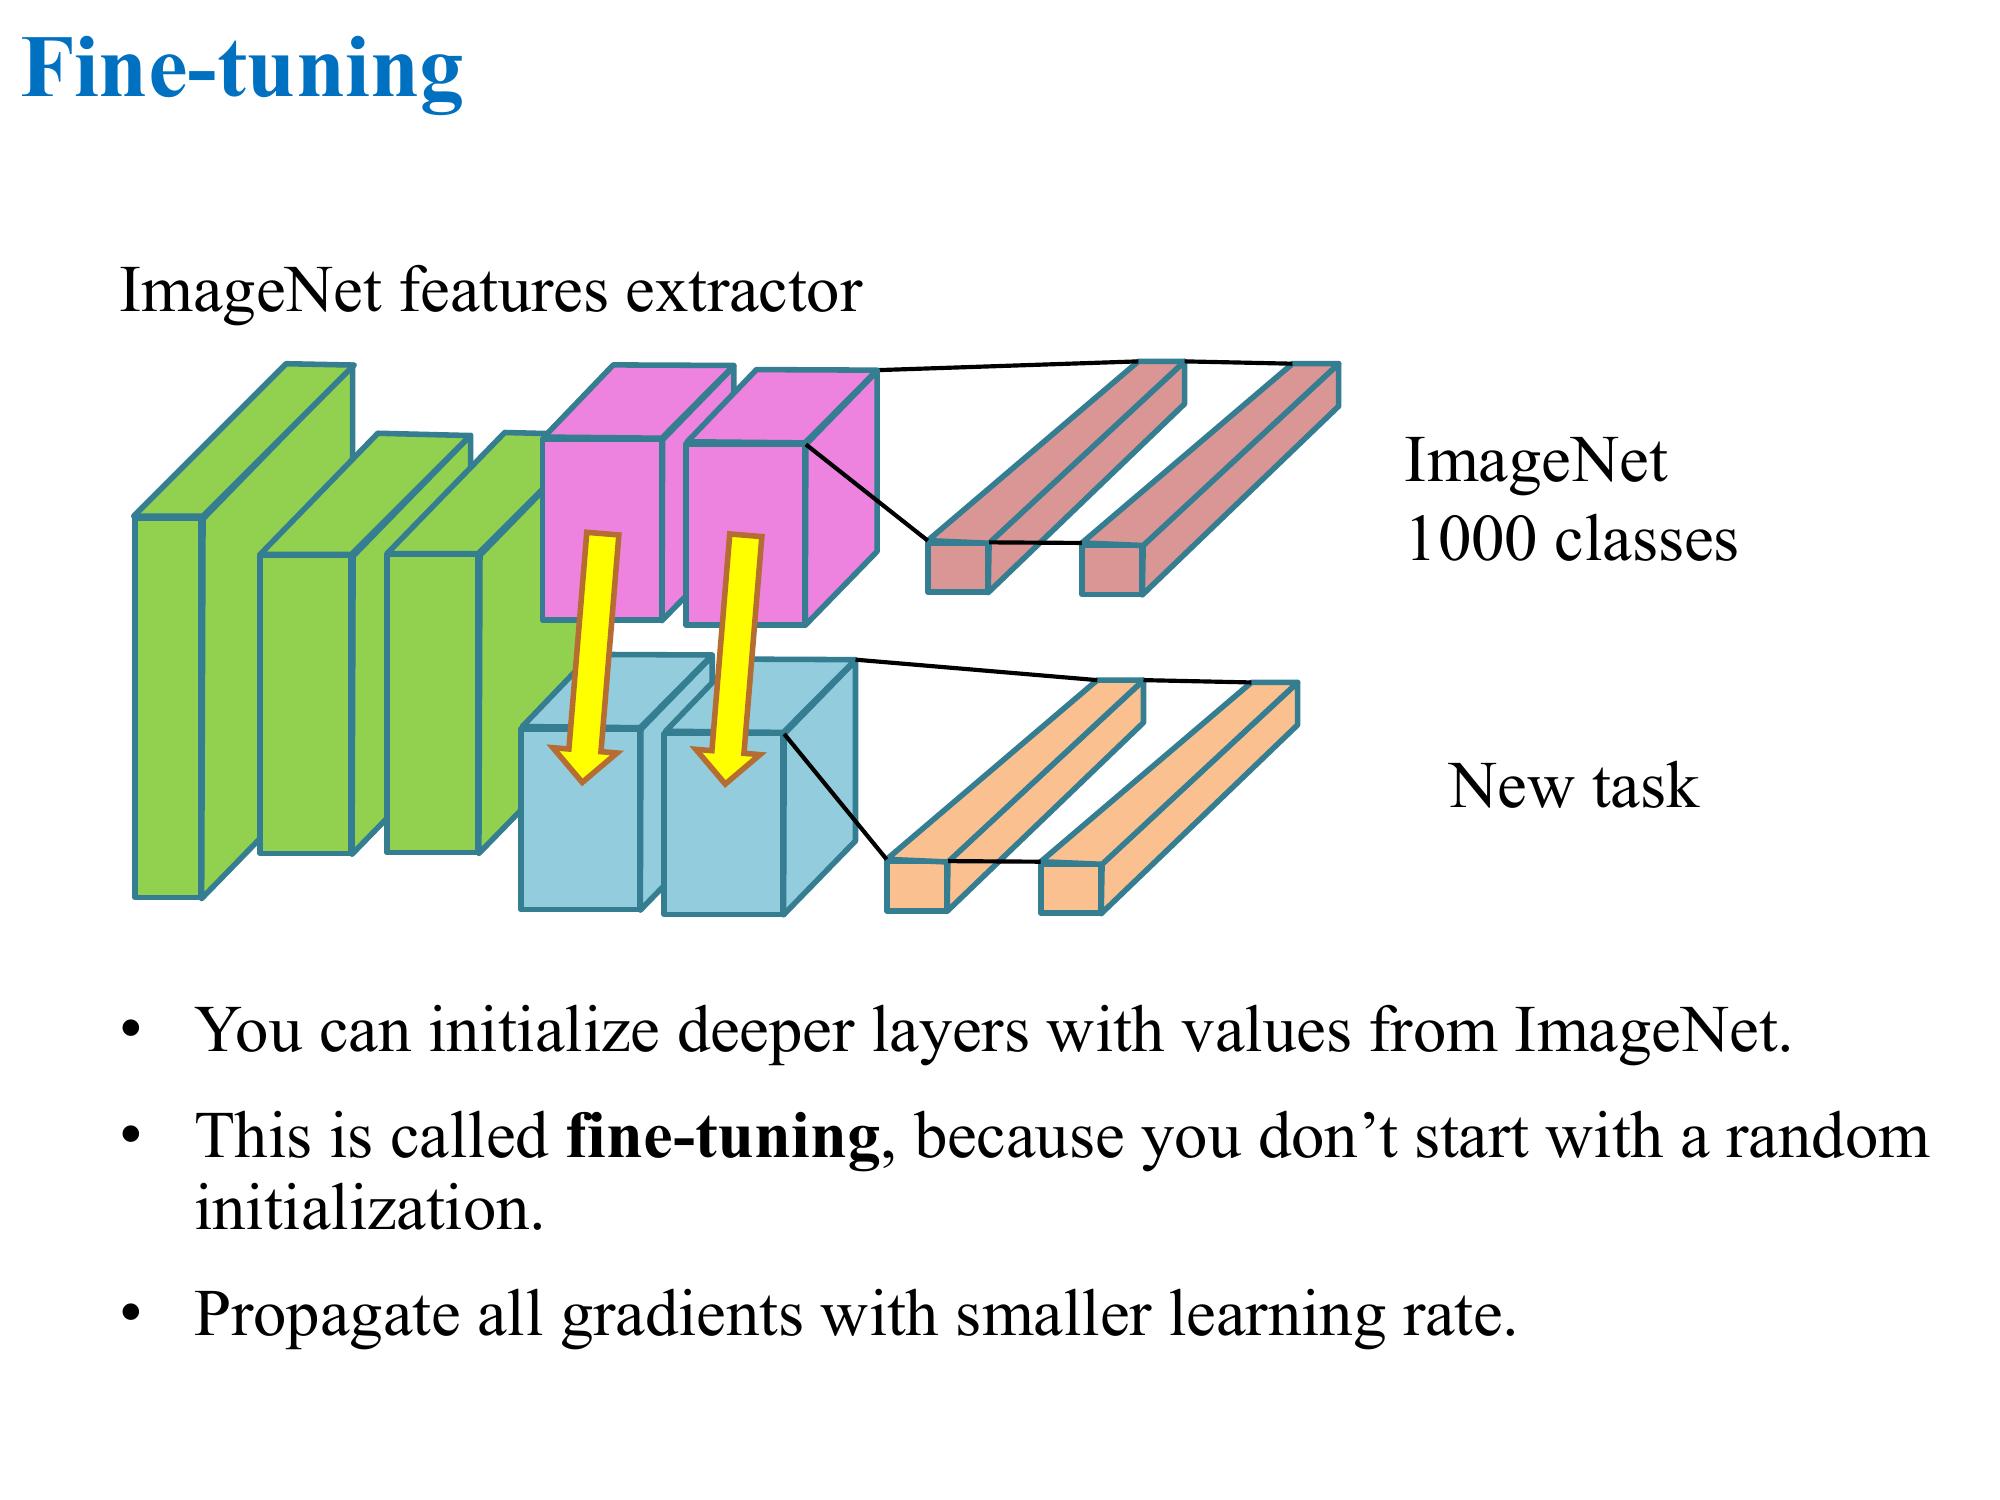 Fine-tuning
ImageNet features extractor
ImageNet
1000 classes
New task
• You can initialize deeper layers with values from ImageNet.
• This is called fine-tuning, because you don’t start with a random
initialization.
• Propagate all gradients with smaller learning rate.